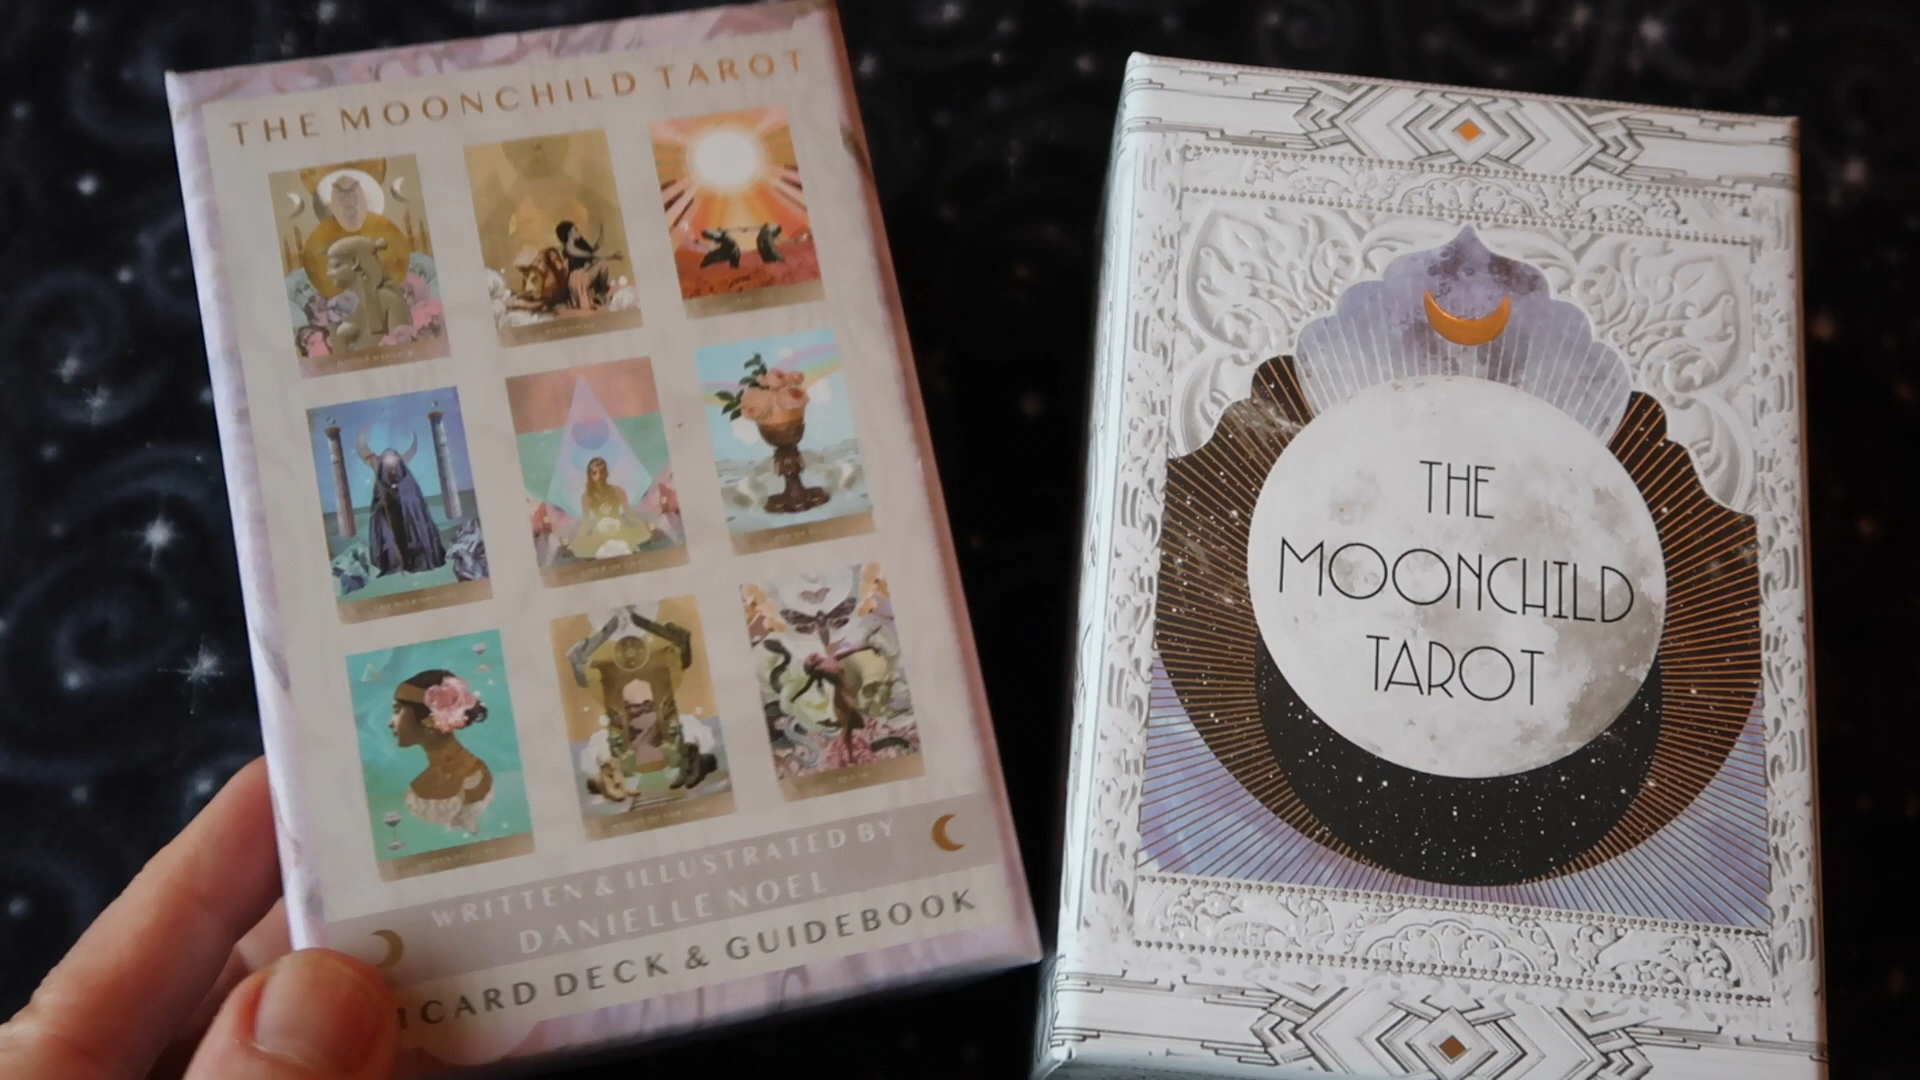 THE MOONCHILD TAROT
WRITTEN & ILLUSTRATED BY
DANIELLE NOEL
CARD DECK & GUIDEBOOK
THE
MOONCHILD
TAROT